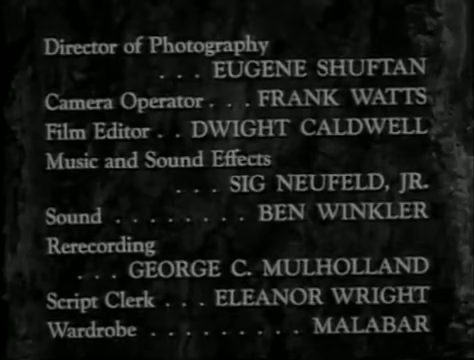 Director of Photography
. . . EUGENE SHUFTAN
Camera Operator . . . FRANK WATTS
Film Editor . . DWIGHT CALDWELL
Music and Sound Effects
. . . SIG NEUFELD, JR.
Sound . . . . . . . . BEN WINKLER
Rerecording
. . . GEORGE C. MULHOLLAND
Script Clerk . . . ELEANOR WRIGHT
Wardrobe . . . . . . . . . MALABAR